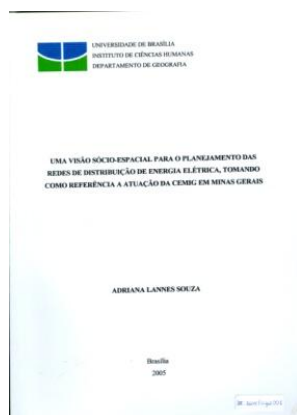 UNIVERSIDADE DE BRASÍLIA
INSTITUTO DE CIÊNCIAS HUMANAS
DEPARTAMENTO DE GEOGRAFIA
UMA VISÃO SÓCIO-ESPACIAL PARA O PLANEJAMENTO DAS
REDES DE DISTRIBUIÇÃO DE ENERGIA ELÉTRICA, TOMANDO
COMO REFERÊNCIA A ATUAÇÃO DA CEMIG EM MINAS GERAIS
ADRIANA LANNES SOUZA
Brasília
2005